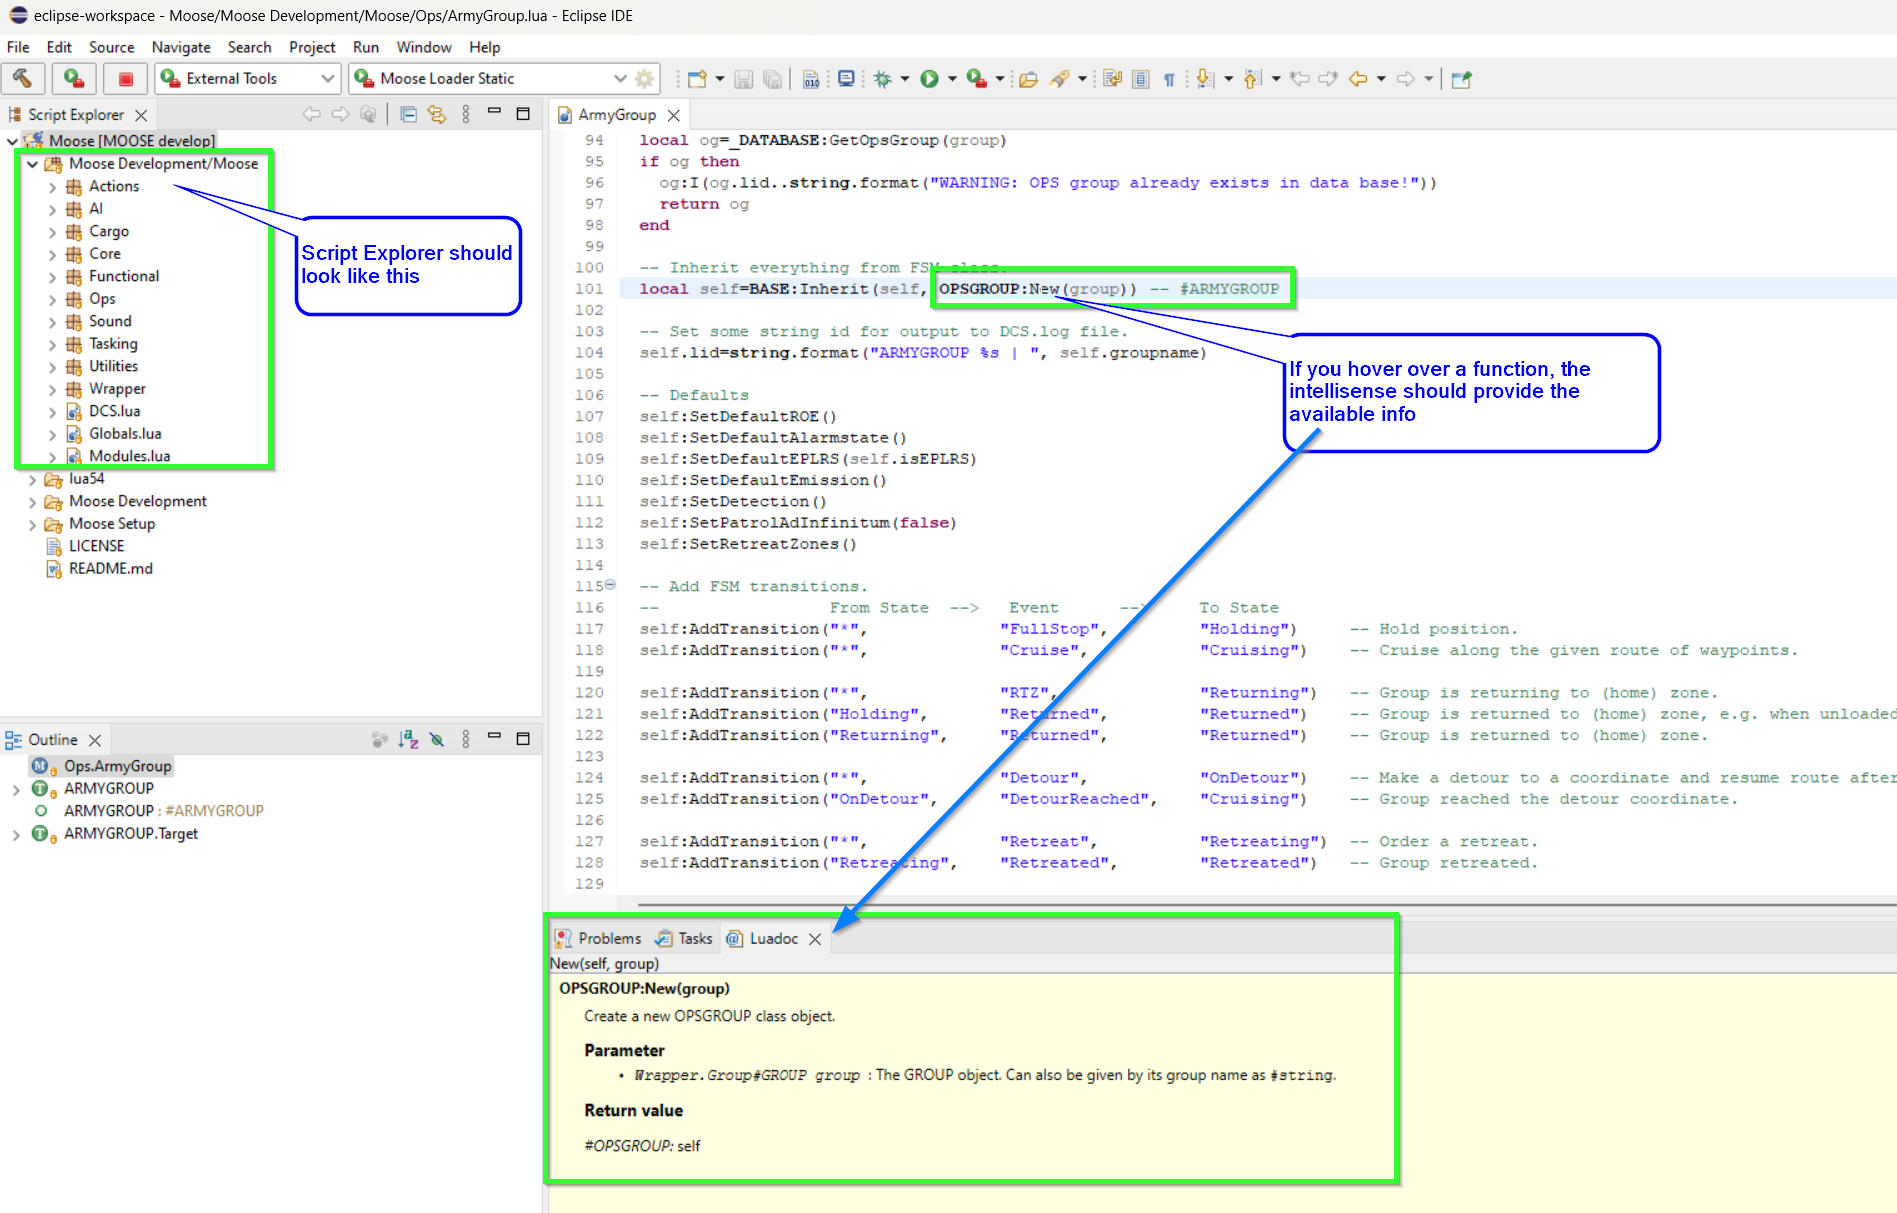 eclipse-workspace - Moose/Moose Development/Moose/Ops/ArmyGroup.lua - Eclipse IDE
File Edit Source Navigate Search Project Run Window Help
External Tools
Moose Loader Static
Script Explorer
Moose [MOOSE develop]
Moose Development/Moose
Actions
AI
Cargo
Core
Functional
Ops
Sound
Tasking
Utilities
Wrapper
DCS.lua
Globals.lua
Modules.lua
lua54
Moose Development
Moose Setup
LICENSE
README.md
Script Explorer should
look like this
Outline
Ops.ArmyGroup
ARMYGROUP
ARMYGROUP : #ARMYGROUP
ARMYGROUP.Target
ArmyGroup
94 local og=_DATABASE:GetOpsGroup(group)
95 if og then
96 og:I(og.lid..string.format("WARNING: OPS group already exists in data base!"))
97 return og
98 end
99
100 -- Inherit everything from FSM class.
101 local self=BASE:Inherit(self, OPSGROUP:New(group)) -- #ARMYGROUP
102
103 -- Set some string id for output to DCS.log file.
104 self.lid=string.format("ARMYGROUP %s | ", self.groupname)
105
106 -- Defaults
107 self:SetDefaultROE()
108 self:SetDefaultAlarmstate()
109 self:SetDefaultEPLRS(self.isEPLRS)
110 self:SetDefaultEmission()
111 self:SetDetection()
112 self:SetPatrolAdInfinitum(false)
113 self:SetRetreatZones()
114
115 -- Add FSM transitions.
116 -- From State --> Event --> To State
117 self:AddTransition("*", "FullStop", "Holding") -- Hold position.
118 self:AddTransition("*", "Cruise", "Cruising") -- Cruise along the given route of waypoints.
119
120 self:AddTransition("*", "RTZ", "Returning") -- Group is returning to (home) zone.
121 self:AddTransition("Holding", "Returned", "Returned") -- Group is returned to (home) zone, e.g. when unloaded
122 self:AddTransition("Returning", "Returned", "Returned") -- Group is returned to (home) zone.
123
124 self:AddTransition("*", "Detour", "OnDetour") -- Make a detour to a coordinate and resume route after
125 self:AddTransition("OnDetour", "DetourReached", "Cruising") -- Group reached the detour coordinate.
126
127 self:AddTransition("*", "Retreat", "Retreating") -- Order a retreat.
128 self:AddTransition("Retreating", "Retreated", "Retreated") -- Group retreated.
129
If you hover over a function, the
intellisense should provide the
available info
Problems Tasks Luadoc
New(self, group)
OPSGROUP:New(group)
Create a new OPSGROUP class object.
Parameter
• Wrapper.Group#GROUP group : The GROUP object. Can also be given by its group name as #string.
Return value
#OPSGROUP: self